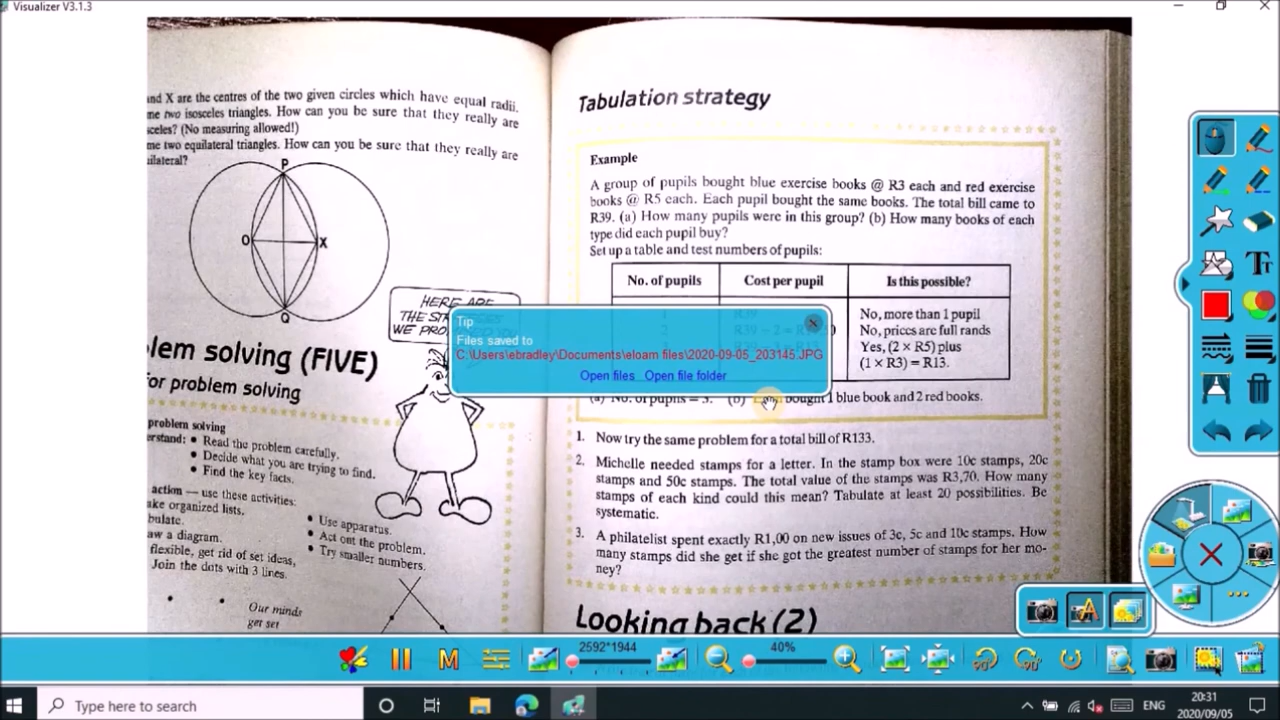 Visualizer V3.1.3
and X are the centres of the two given circles which have equal radii.
me two isosceles triangles. How can you be sure that they really are
sceles? (No measuring allowed!)
me two equilateral triangles. How can you be sure that they really are
uilateral?
P
O
X
Q
HERE ARE
THE
WE
lem solving (FIVE)
for problem solving
problem solving
erstand: • Read the problem carefully.
• Decide what you are trying to find.
• Find the key facts.
action — use these activities:
ake organized lists.
bulate.
aw a diagram.
flexible, get rid of set ideas,
Join the dots with 3 lines.
• Use apparatus.
• Act out the problem.
• Try smaller numbers.
Our minds
get set
Tabulation strategy
Example
A group of pupils bought blue exercise books @ R3 each and red exercise
books @ R5 each. Each pupil bought the same books. The total bill came to
R39. (a) How many pupils were in this group? (b) How many books of each
type did each pupil buy?
Set up a table and test numbers of pupils:
No. of pupils Cost per pupil Is this possible?
1 R39 No, more than 1 pupil
2 R39 ÷ 2 = No, prices are full rands
Yes, (2 × R5) plus
(1 × R3) = R13.
(a) No. of pupils = 3. (b) bought 1 blue book and 2 red books.
1. Now try the same problem for a total bill of R133.
2. Michelle needed stamps for a letter. In the stamp box were 10c stamps, 20c
stamps and 50c stamps. The total value of the stamps was R3,70. How many
stamps of each kind could this mean? Tabulate at least 20 possibilities. Be
systematic.
3. A philatelist spent exactly R1,00 on new issues of 3c, 5c and 10c stamps. How
many stamps did she get if she got the greatest number of stamps for her mo-
ney?
Looking back (2)
Tip
Files saved to
C:\Users\ebradley\Documents\eloam files\2020-09-05_203145.JPG
Open files Open file folder
TT
A
M
2592*1944
40%
90
90
Type here to search
ENG
20:31
2020/09/05